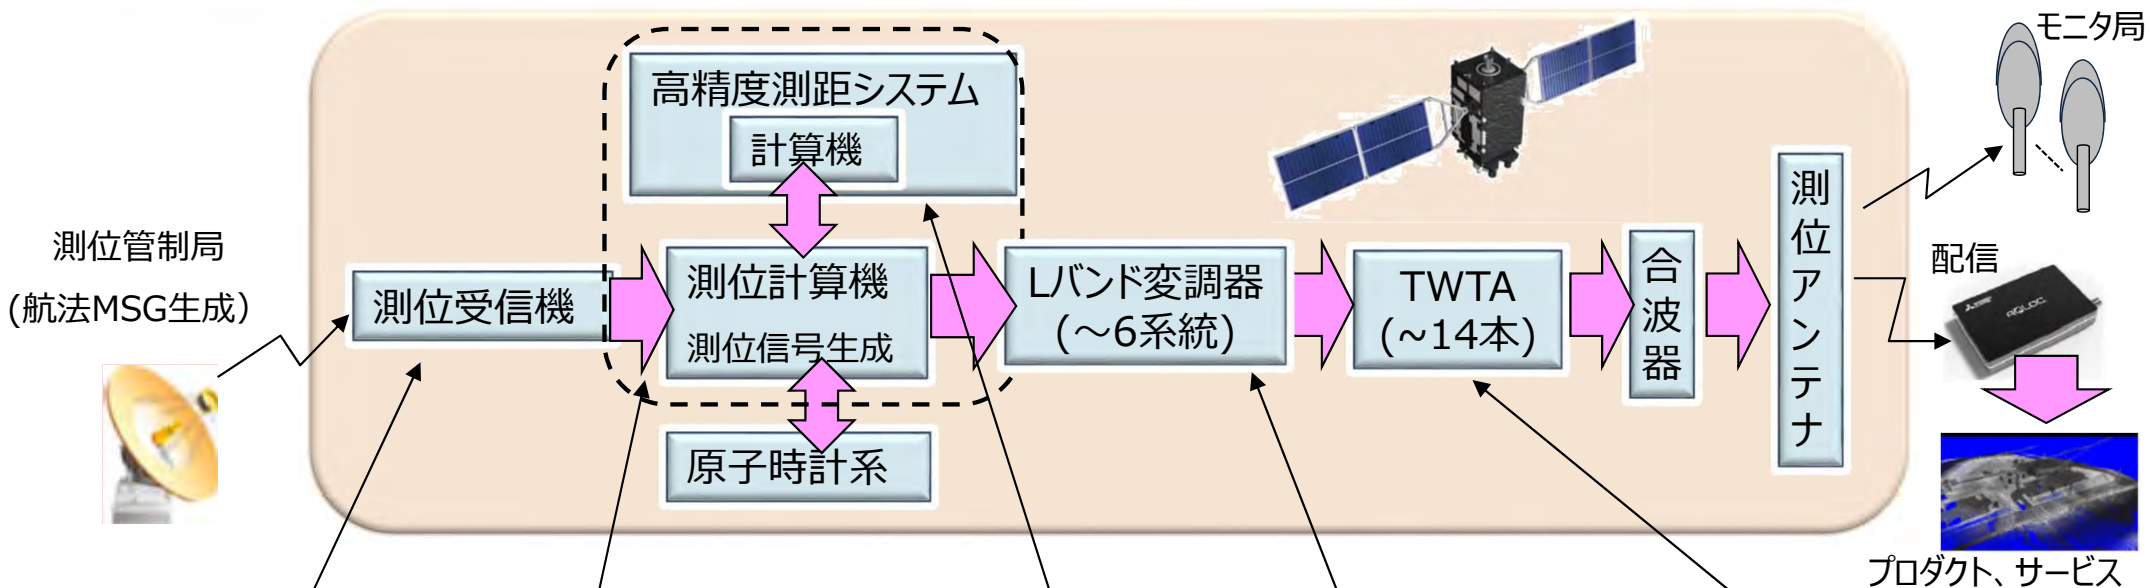 モニタ局
高精度測距システム
計算機
測位管制局
(航法MSG生成）
測位受信機
測位計算機
測位信号生成
Lバンド変調器
(～6系統)
TWTA
(~14本)
合波器
測位アンテナ
配信
AQLOC
原子時計系
プロダクト、サービス